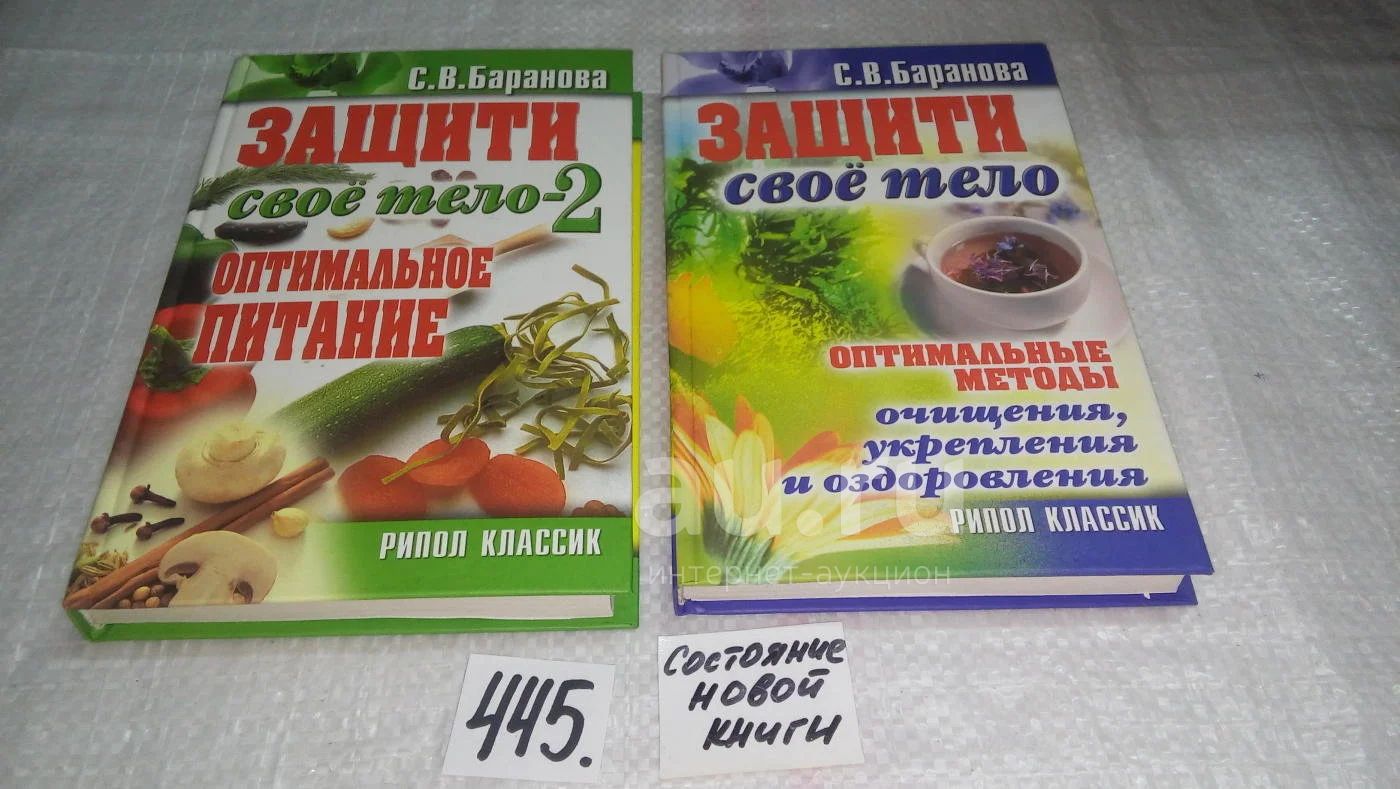 С.В.Баранова
ЗАЩИТИ
своё тело-2
ОПТИМАЛЬНОЕ
ПИТАНИЕ
РИПОЛ КЛАССИК
С.В.Баранова
ЗАЩИТИ
своё тело
ОПТИМАЛЬНЫЕ
МЕТОДЫ
очищения,
укрепления
и оздоровления
РИПОЛ КЛАССИК
au.ru
интернет-аукцион
445.
Состояние
новой
книги